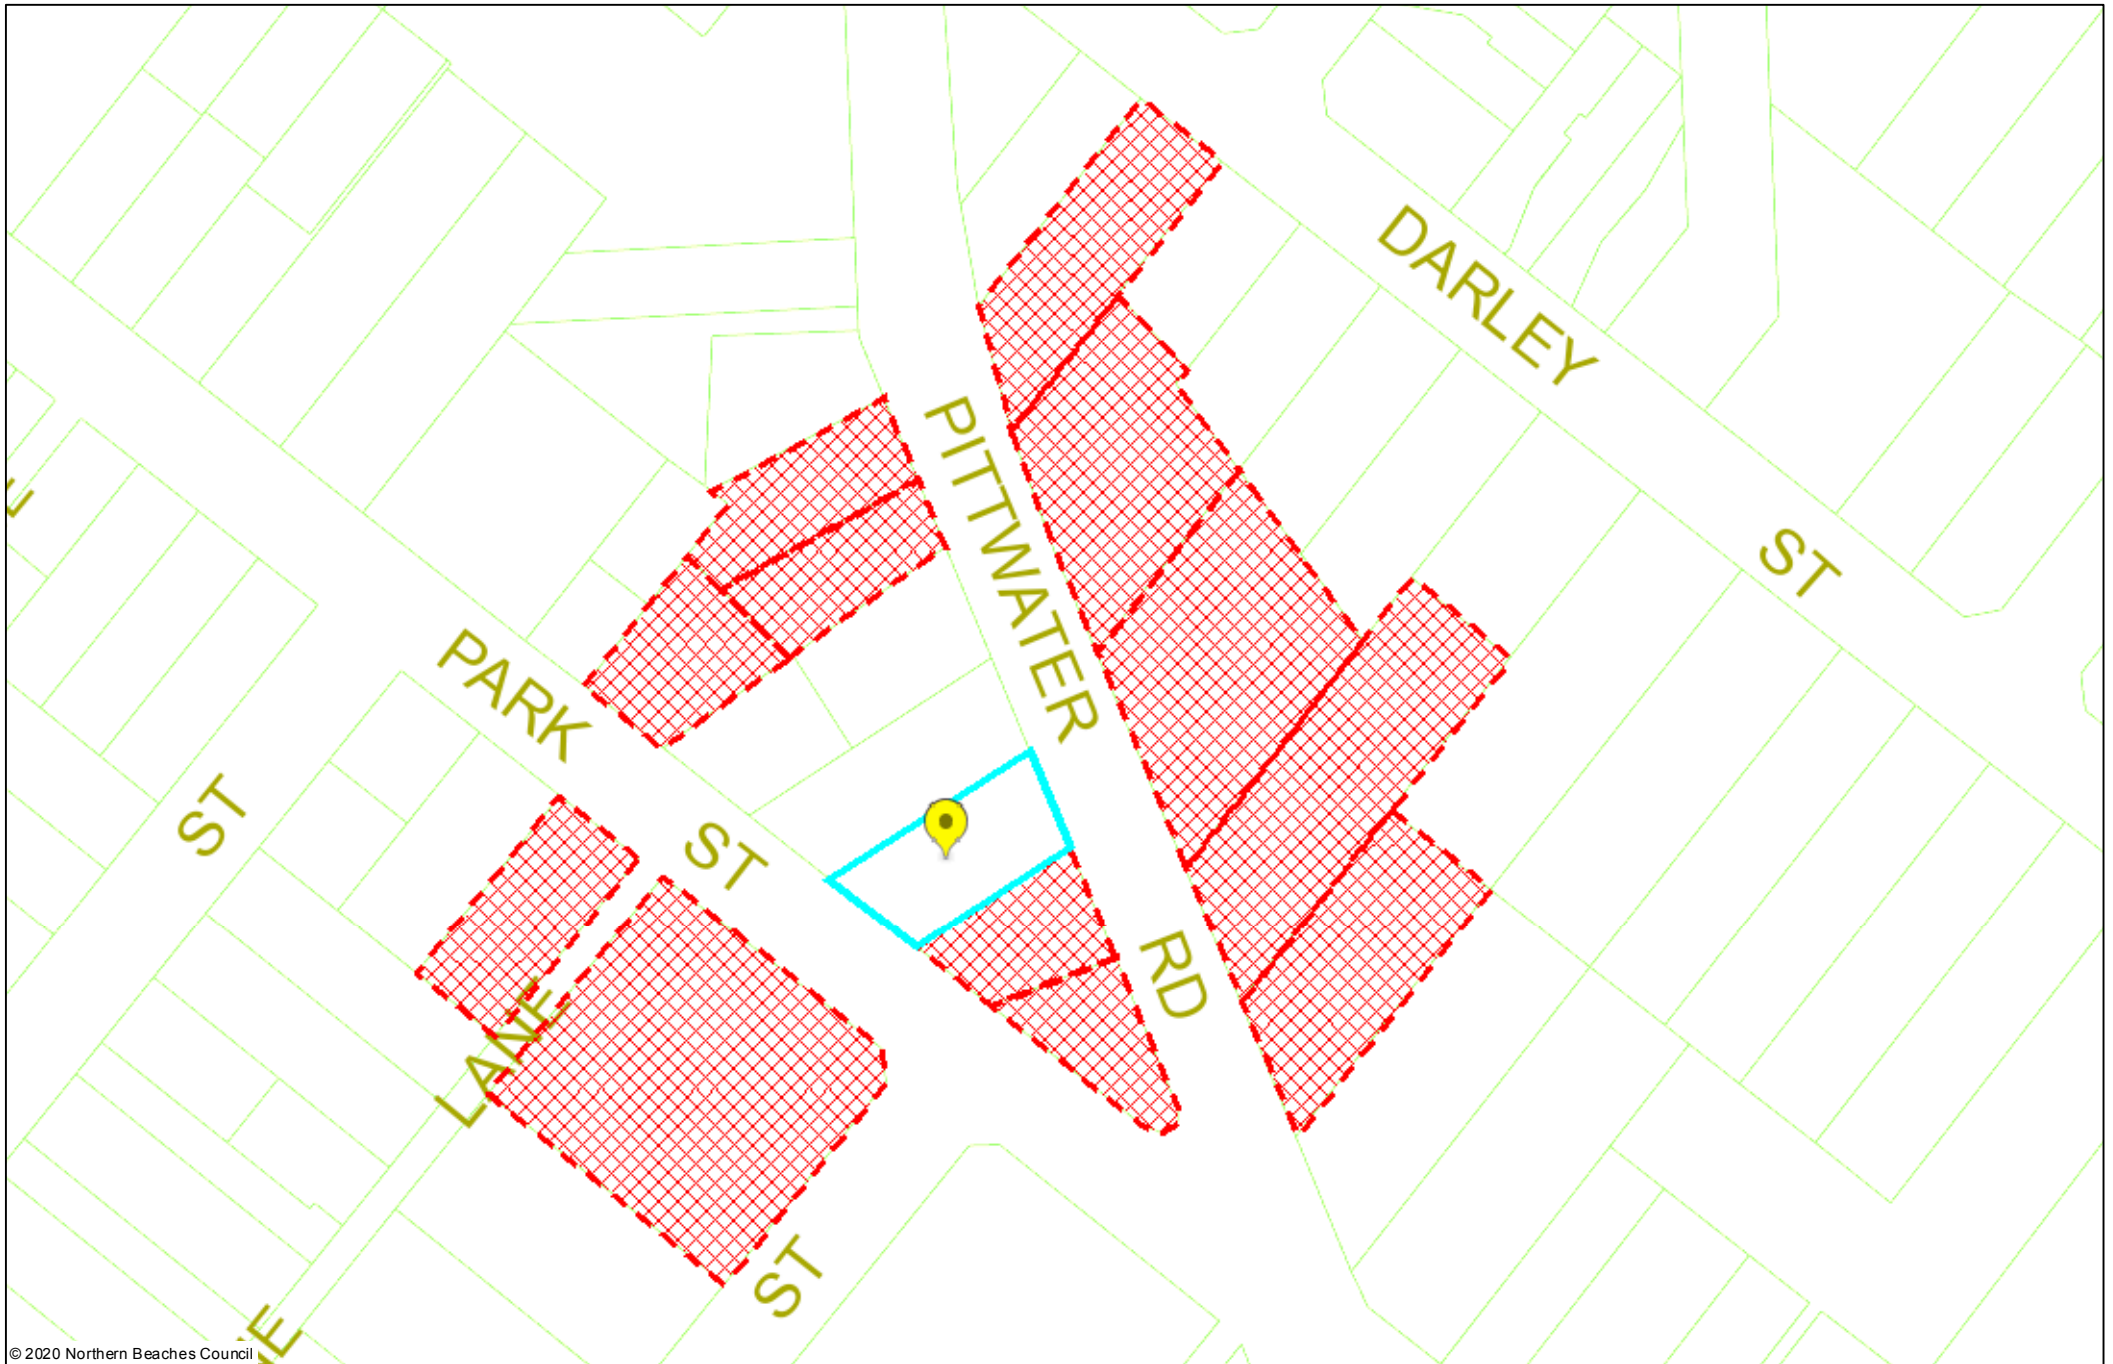 DARLEY
ST
PITTWATER
RD
PARK
ST
ST
LANE
ST
© 2020 Northern Beaches Council